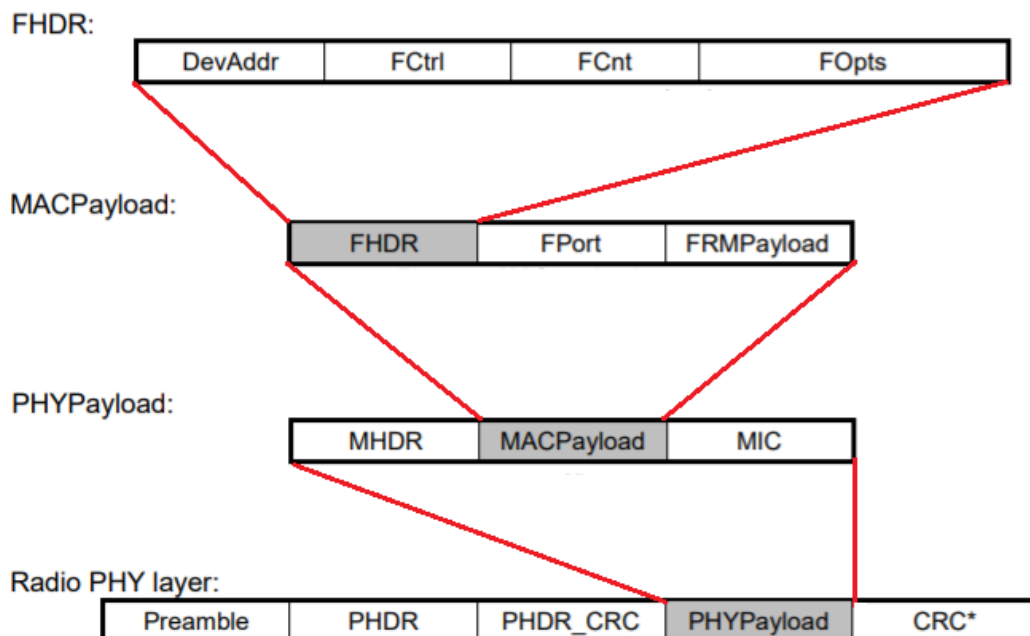 FHDR:
DevAddr FCtrl FCnt FOpts
MACPayload:
FHDR FPort FRMPayload
PHYPayload:
MHDR MACPayload MIC
Radio PHY layer:
Preamble PHDR PHDR_CRC PHYPayload CRC*